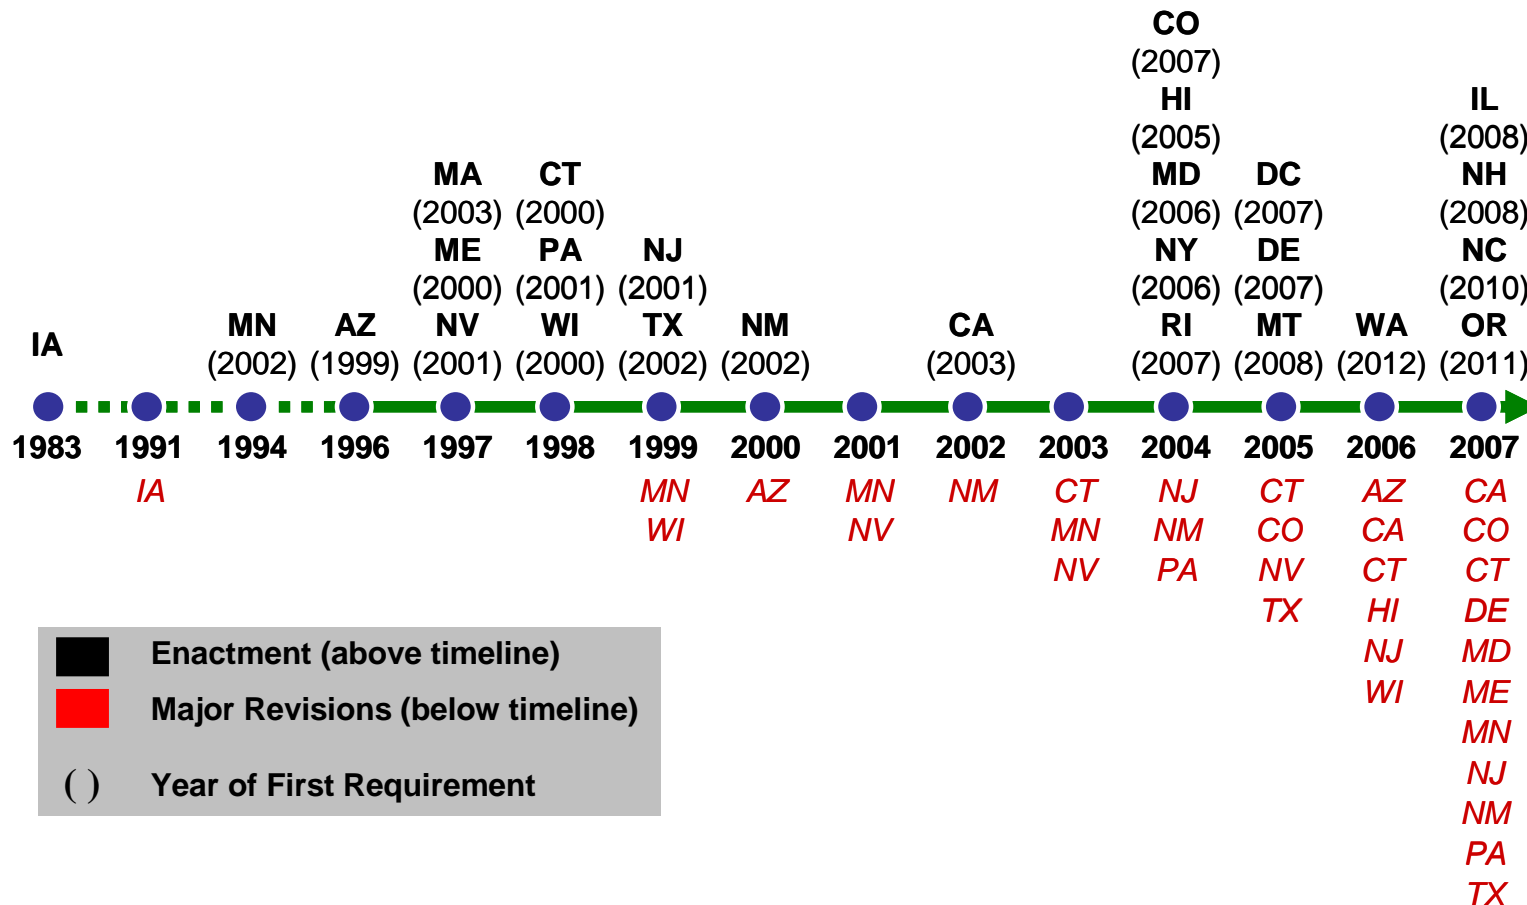 CO
(2007)
HI IL
(2005) (2008)
MA CT MD DC NH
(2003) (2000) (2006) (2007) (2008)
ME PA NJ NY DE NC
(2000) (2001) (2001) (2006) (2007) (2010)
IA MN AZ NV WI TX NM CA RI MT WA OR
(2002) (1999) (2001) (2000) (2002) (2002) (2003) (2007) (2008) (2012) (2011)
1983 1991 1994 1996 1997 1998 1999 2000 2001 2002 2003 2004 2005 2006 2007
IA MN AZ MN NM CT NJ CT AZ CA
WI NV MN NM CO CA CO
NV PA NV CT CT
TX HI DE
NJ MD
WI ME
MN
NJ
NM
PA
TX
Enactment (above timeline)
Major Revisions (below timeline)
( ) Year of First Requirement